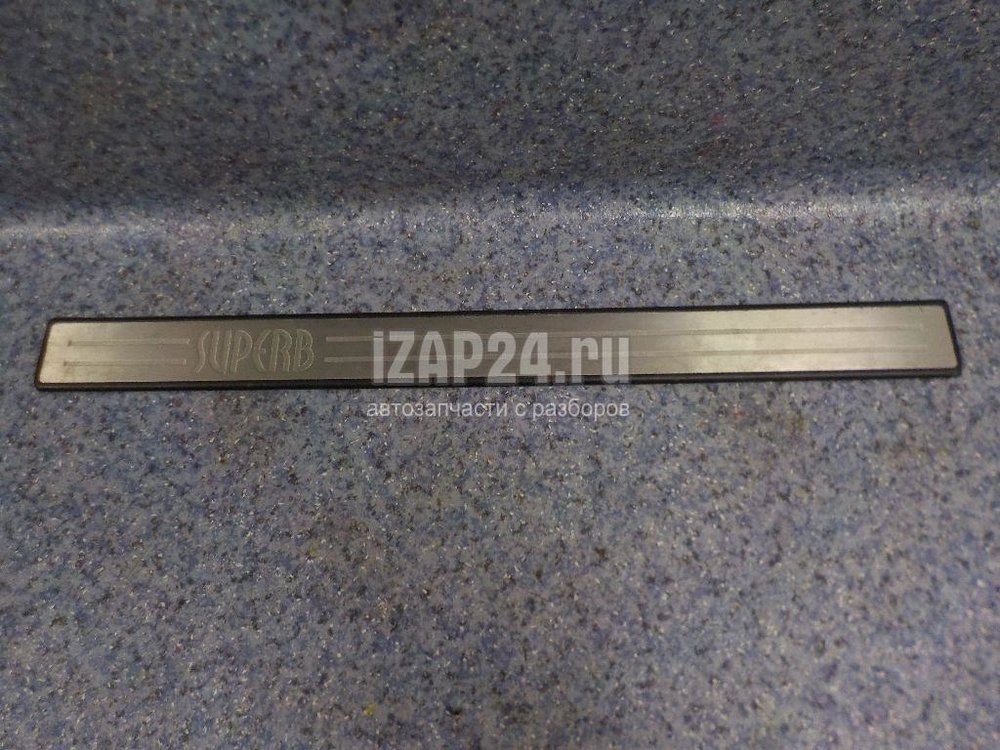 SUPERB
iZAP24.ru
автозапчасти с разборов